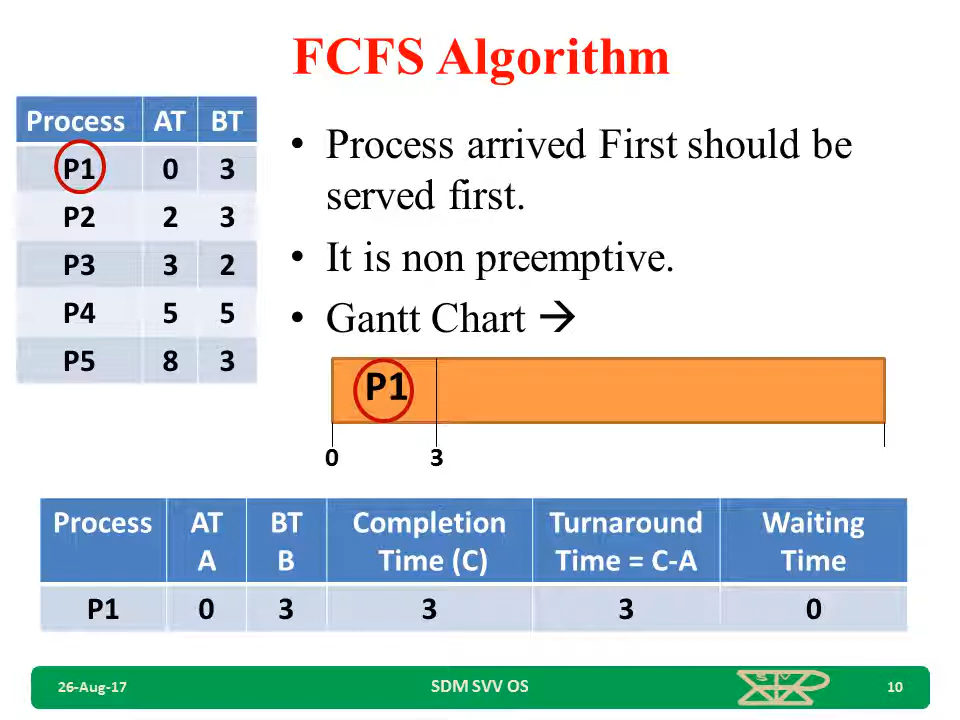 FCFS Algorithm
Process AT BT
P1 0 3
P2 2 3
P3 3 2
P4 5 5
P5 8 3
• Process arrived First should be
served first.
• It is non preemptive.
• Gantt Chart →
P1
0 3
Process AT A BT B Completion Time (C) Turnaround Time = C-A Waiting Time
P1 0 3 3 3 0
26-Aug-17 SDM SVV OS SVV 10